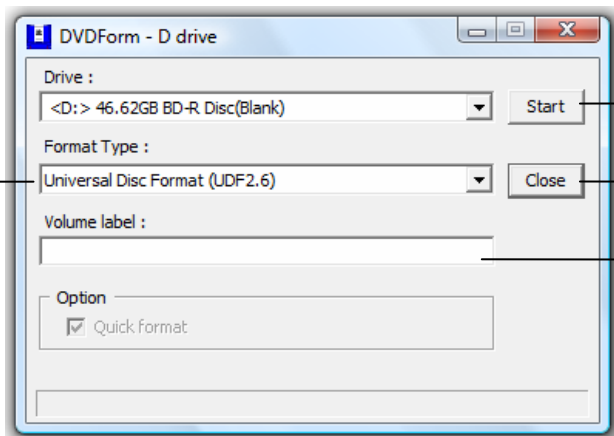 DVDForm - D drive
Drive :
<D:> 46.62GB BD-R Disc(Blank)
Start
Format Type :
Universal Disc Format (UDF2.6)
Close
Volume label :
Option
Quick format